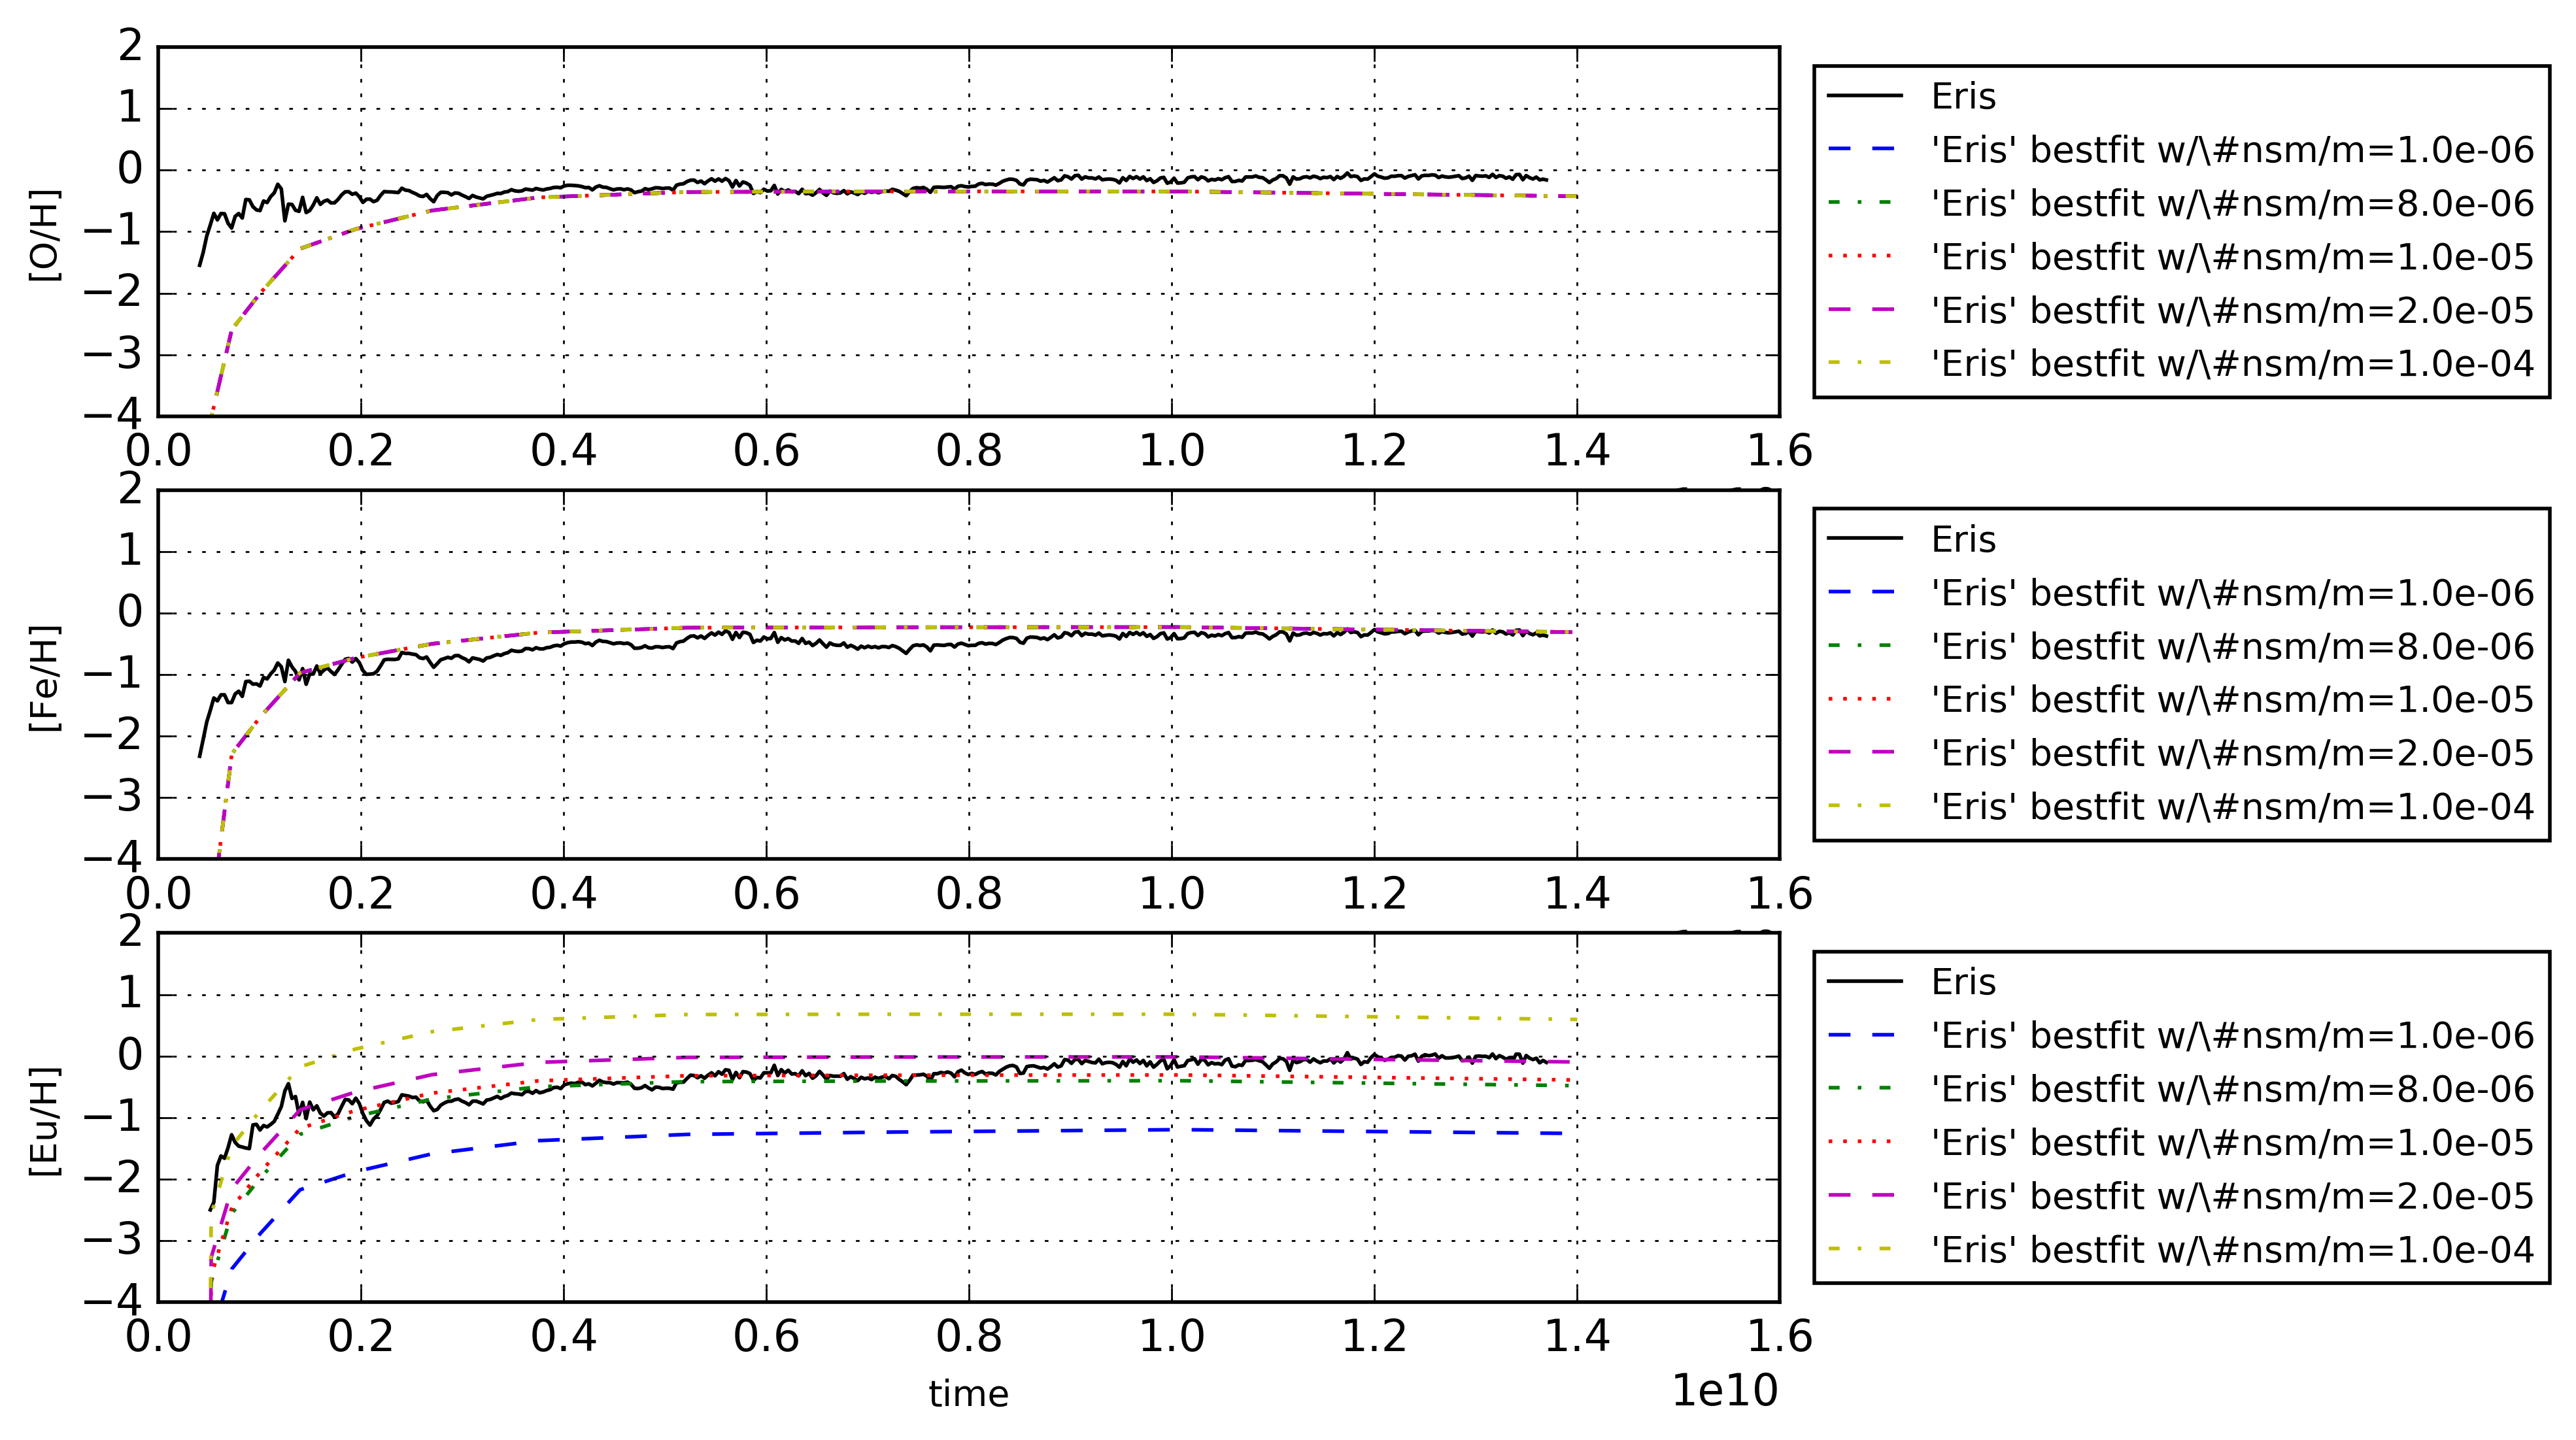 2
1
0
−1
−2
−3
−4
[O/H]
0.0 0.2 0.4 0.6 0.8 1.0 1.2 1.4 1.6
Eris
'Eris' bestfit w/\#nsm/m=1.0e-06
'Eris' bestfit w/\#nsm/m=8.0e-06
'Eris' bestfit w/\#nsm/m=1.0e-05
'Eris' bestfit w/\#nsm/m=2.0e-05
'Eris' bestfit w/\#nsm/m=1.0e-04
2
1
0
−1
−2
−3
−4
[Fe/H]
0.0 0.2 0.4 0.6 0.8 1.0 1.2 1.4 1.6
Eris
'Eris' bestfit w/\#nsm/m=1.0e-06
'Eris' bestfit w/\#nsm/m=8.0e-06
'Eris' bestfit w/\#nsm/m=1.0e-05
'Eris' bestfit w/\#nsm/m=2.0e-05
'Eris' bestfit w/\#nsm/m=1.0e-04
2
1
0
−1
−2
−3
−4
[Eu/H]
0.0 0.2 0.4 0.6 0.8 1.0 1.2 1.4 1.6
time
1e10
Eris
'Eris' bestfit w/\#nsm/m=1.0e-06
'Eris' bestfit w/\#nsm/m=8.0e-06
'Eris' bestfit w/\#nsm/m=1.0e-05
'Eris' bestfit w/\#nsm/m=2.0e-05
'Eris' bestfit w/\#nsm/m=1.0e-04